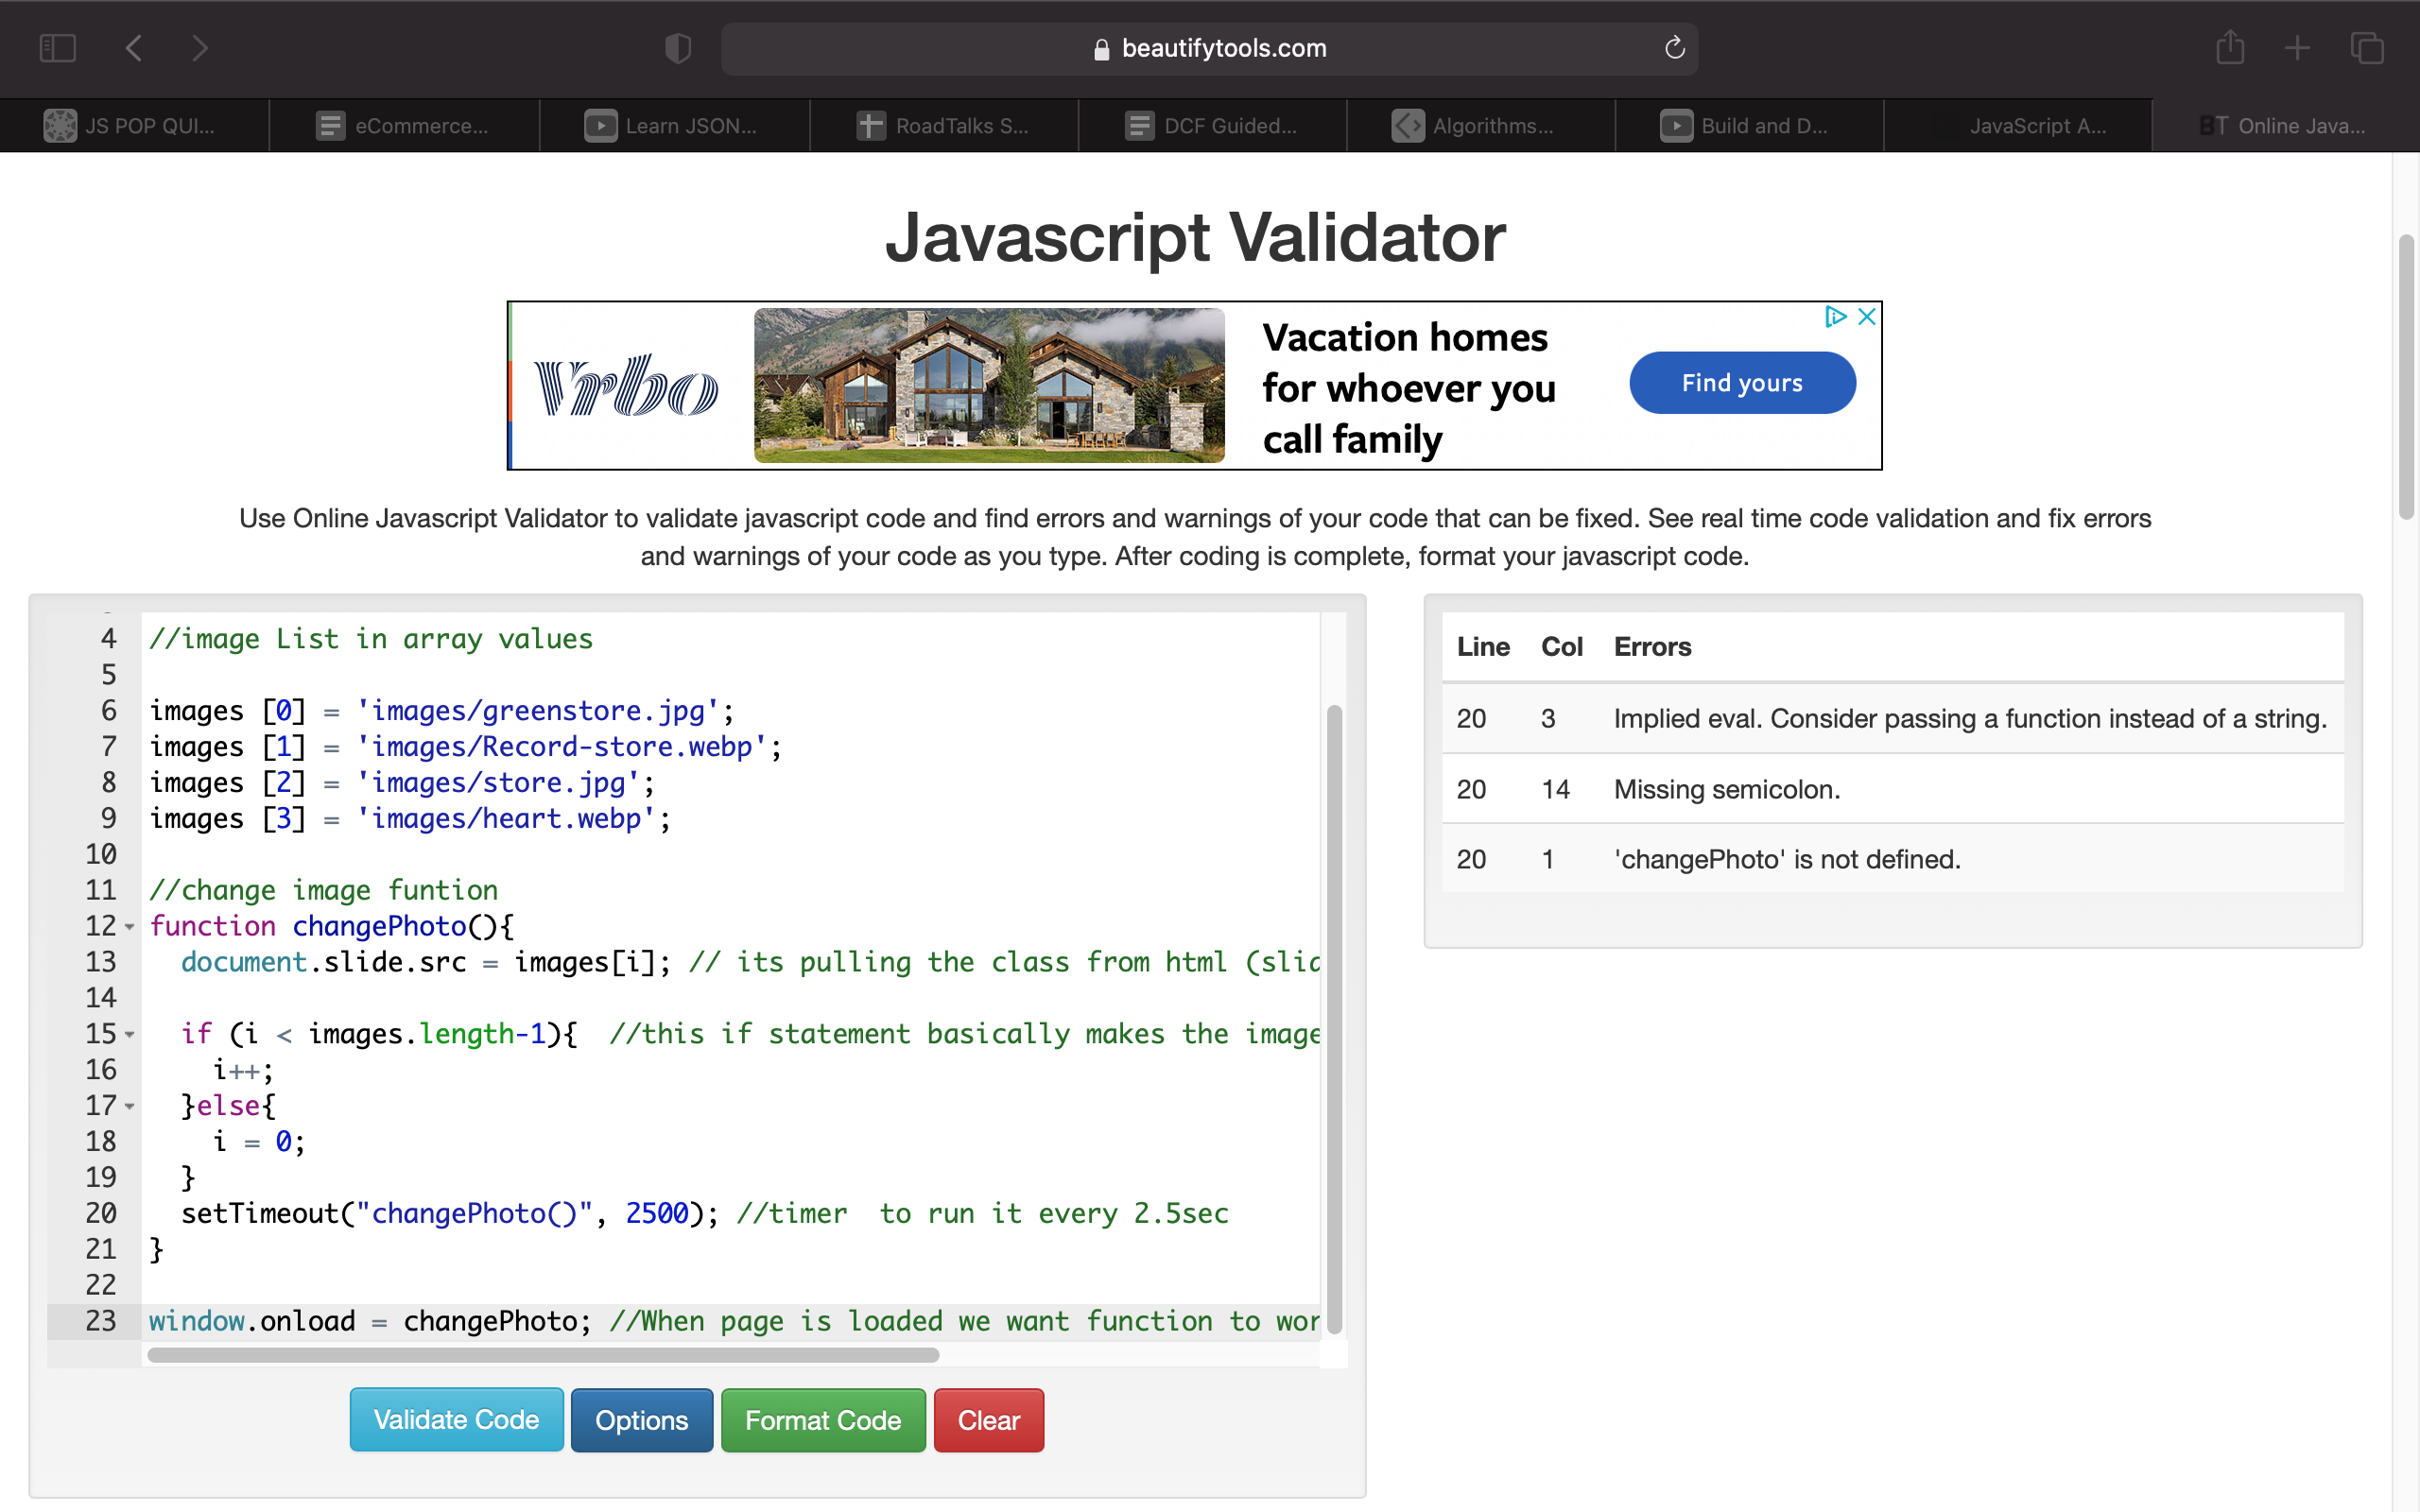 beautifytools.com
JS POP QUI...
eCommerce...
Learn JSON...
RoadTalks S...
DCF Guided...
Algorithms...
Build and D...
JavaScript A...
BT Online Java...
Javascript Validator
Vrbo
Vacation homes
for whoever you
call family
Find yours
Use Online Javascript Validator to validate javascript code and find errors and warnings of your code that can be fixed. See real time code validation and fix errors
and warnings of your code as you type. After coding is complete, format your javascript code.
4 //image List in array values
5
6 images [0] = 'images/greenstore.jpg';
7 images [1] = 'images/Record-store.webp';
8 images [2] = 'images/store.jpg';
9 images [3] = 'images/heart.webp';
10
11 //change image funtion
12 function changePhoto(){
13 document.slide.src = images[i]; // its pulling the class from html (slid
14
15 if (i < images.length-1){ //this if statement basically makes the image
16 i++;
17 }else{
18 i = 0;
19 }
20 setTimeout("changePhoto()", 2500); //timer to run it every 2.5sec
21 }
22
23 window.onload = changePhoto; //When page is loaded we want function to wor
Validate Code
Options
Format Code
Clear
Line Col Errors
20 3 Implied eval. Consider passing a function instead of a string.
20 14 Missing semicolon.
20 1 'changePhoto' is not defined.